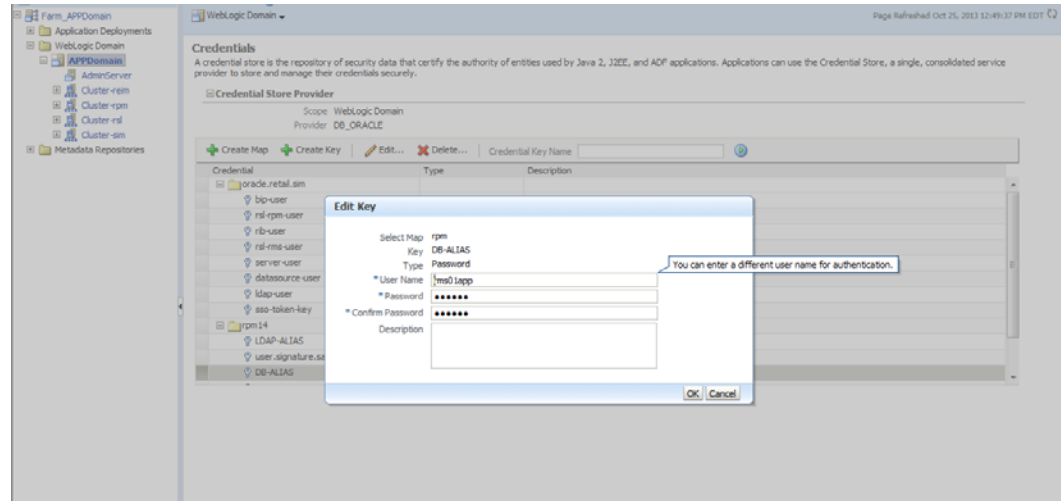 Farm_APPDomain
Application Deployments
WebLogic Domain
APPDomain
AdminServer
Cluster-reim
Cluster-rpm
Cluster-rsl
Cluster-sim
Metadata Repositories
WebLogic Domain
Page Refreshed Oct 25, 2013 12:49:37 PM EDT
Credentials
A credential store is the repository of security data that certify the authority of entities used by Java 2, J2EE, and ADF applications. Applications can use the Credential Store, a single, consolidated service
provider to store and manage their credentials securely.
Credential Store Provider
Scope WebLogic Domain
Provider DB_ORACLE
Create Map Create Key Edit... Delete... Credential Key Name
Credential Type Description
oracle.retail.sim
bip-user
rsl-rpm-user
rib-user
rsl-rms-user
server-user
datasource-user
ldap-user
sso-token-key
rpm14
LDAP-ALIAS
user.signature.sa
DB-ALIAS
Edit Key
Select Map rpm
Key DB-ALIAS
Type Password
* User Name rms01app
You can enter a different user name for authentication.
* Password ●●●●●●
* Confirm Password ●●●●●●
Description
OK Cancel